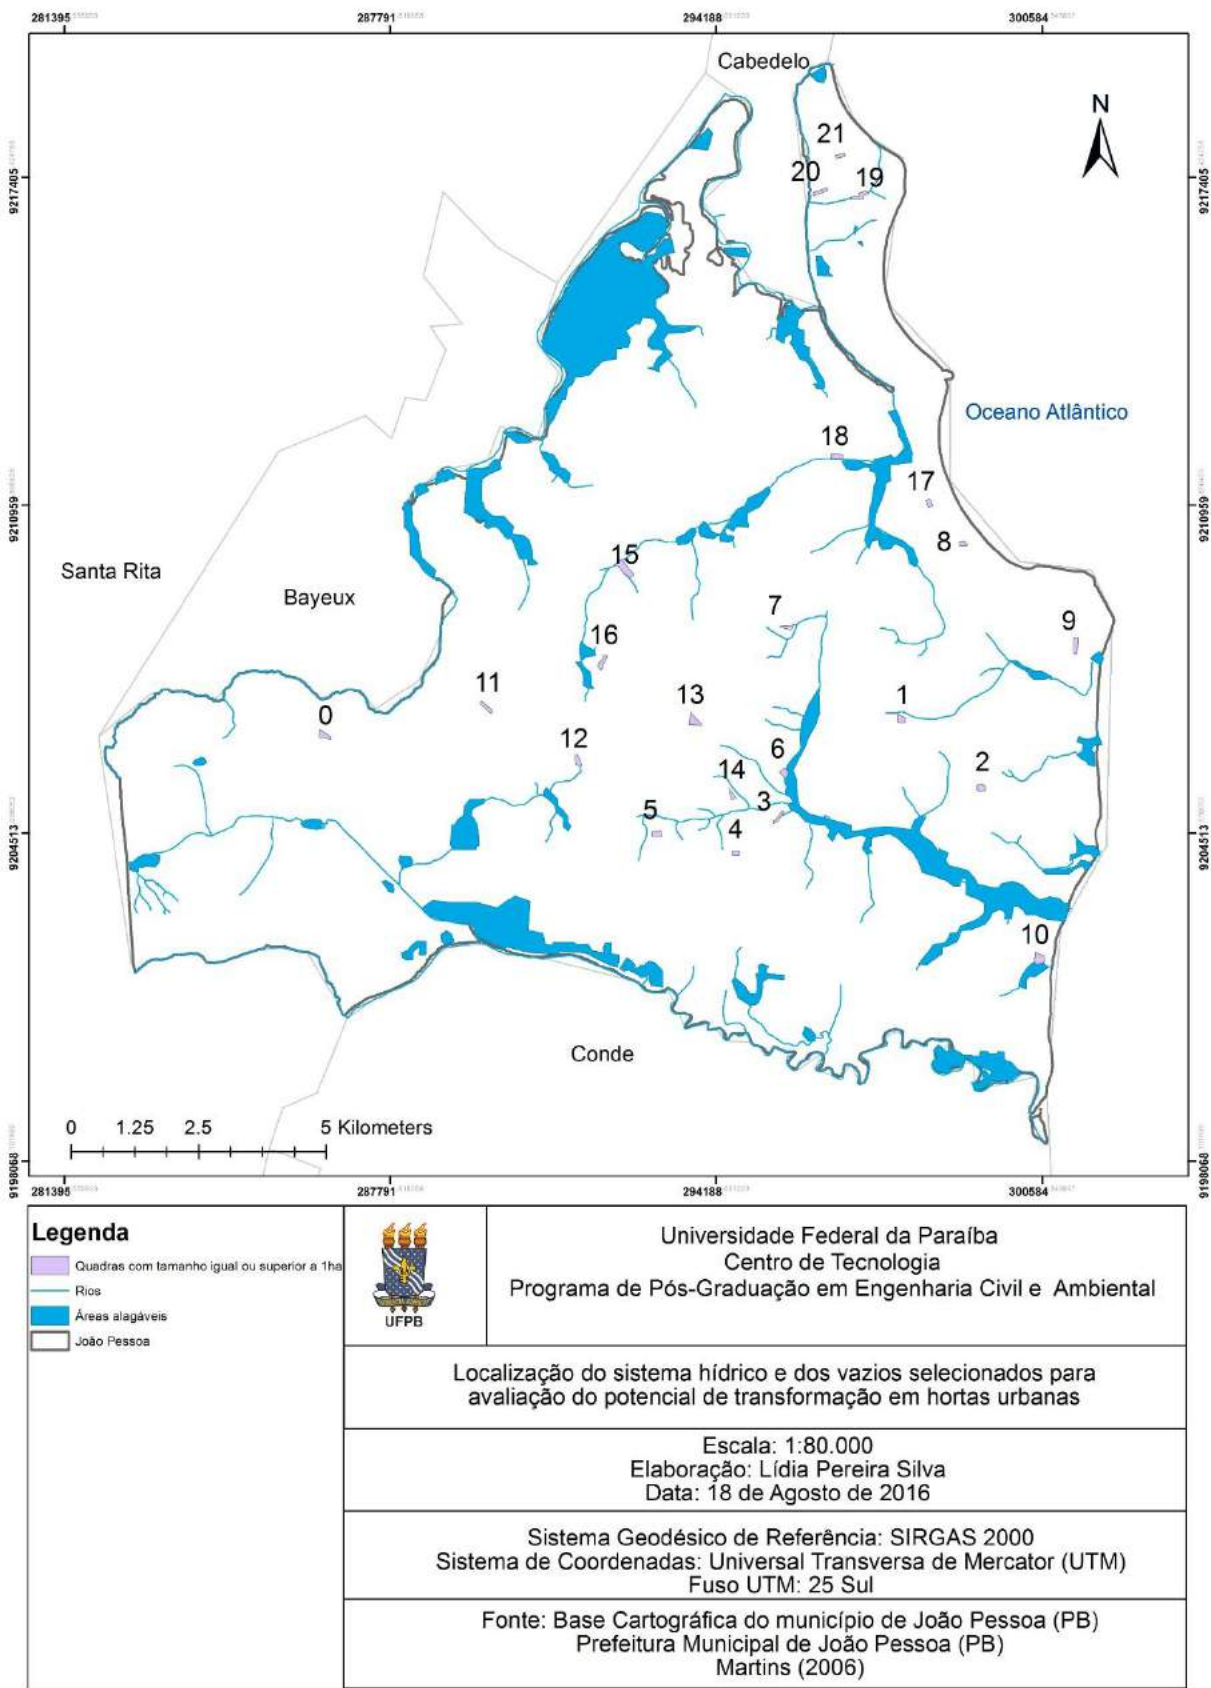 281395
287791
294188
300584
Cabedelo
N
21
20
19
9217405
9217405
Oceano Atlântico
18
17
9210959
9210959
8
15
Santa Rita
Bayeux
7
9
16
11
13
1
0
12
6
2
14
3
5
4
9204513
9204513
10
Conde
0
1.25
2.5
5 Kilometers
9198068
9198068
281395
287791
294188
300584
Legenda
Quadras com tamanho igual ou superior a 1ha
Rios
Áreas alagáveis
João Pessoa
UFPB
Universidade Federal da Paraíba
Centro de Tecnologia
Programa de Pós-Graduação em Engenharia Civil e Ambiental
Localização do sistema hídrico e dos vazios selecionados para
avaliação do potencial de transformação em hortas urbanas
Escala: 1:80.000
Elaboração: Lídia Pereira Silva
Data: 18 de Agosto de 2016
Sistema Geodésico de Referência: SIRGAS 2000
Sistema de Coordenadas: Universal Transversa de Mercator (UTM)
Fuso UTM: 25 Sul
Fonte: Base Cartográfica do município de João Pessoa (PB)
Prefeitura Municipal de João Pessoa (PB)
Martins (2006)